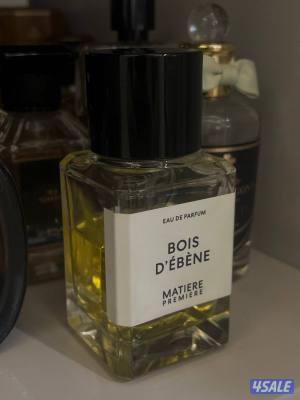 EAU DE PARFUM
BOIS
D'ÉBÈNE
MATIERE
PREMIERE
4SALE